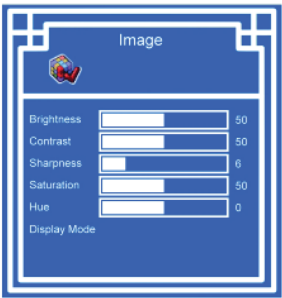 Image
Brightness 50
Contrast 50
Sharpness 6
Saturation 50
Hue 0
Display Mode